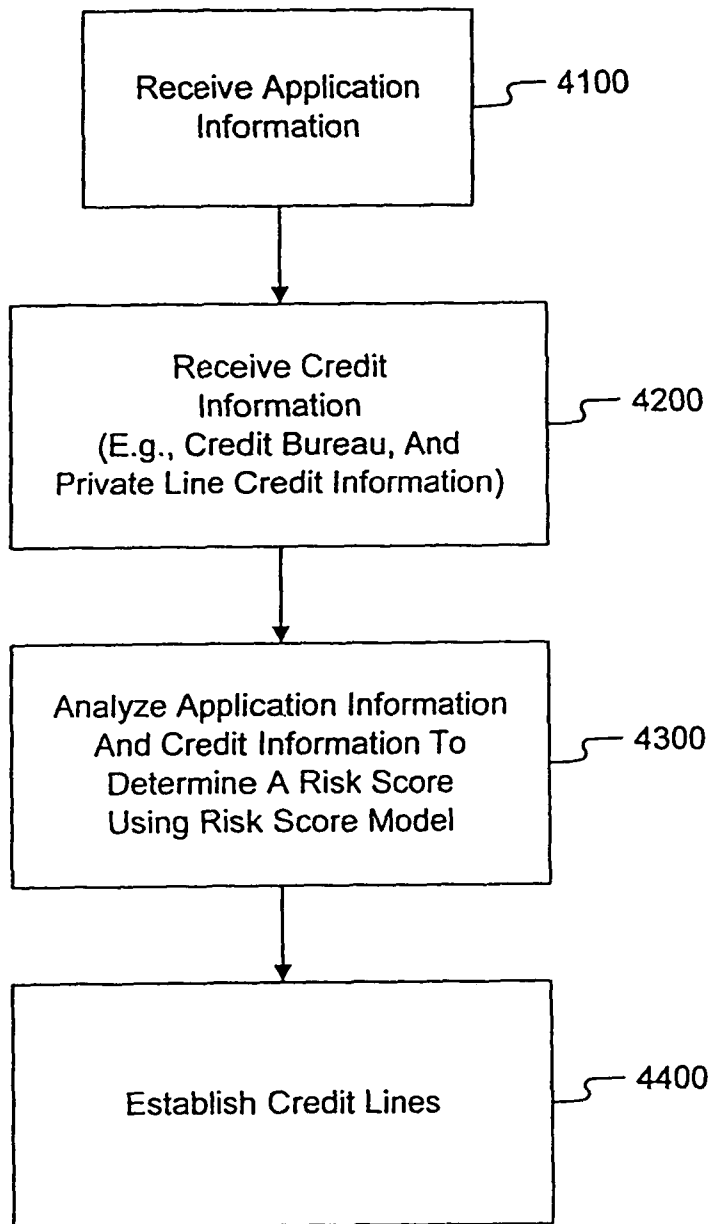 Receive Application
Information
4100
Receive Credit
Information
(E.g., Credit Bureau, And
Private Line Credit Information)
4200
Analyze Application Information
And Credit Information To
Determine A Risk Score
Using Risk Score Model
4300
Establish Credit Lines
4400